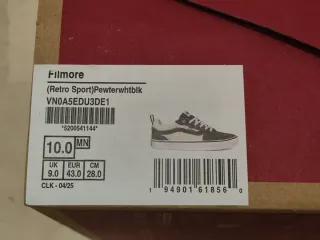 Filmore
(Retro Sport)Pewterwhtblk
VN0A5EDU3DE1
*5200541144*
10.0 MN
UK EUR CM
9.0 43.0 28.0
CLK - 04/25
1 94901 61856 0